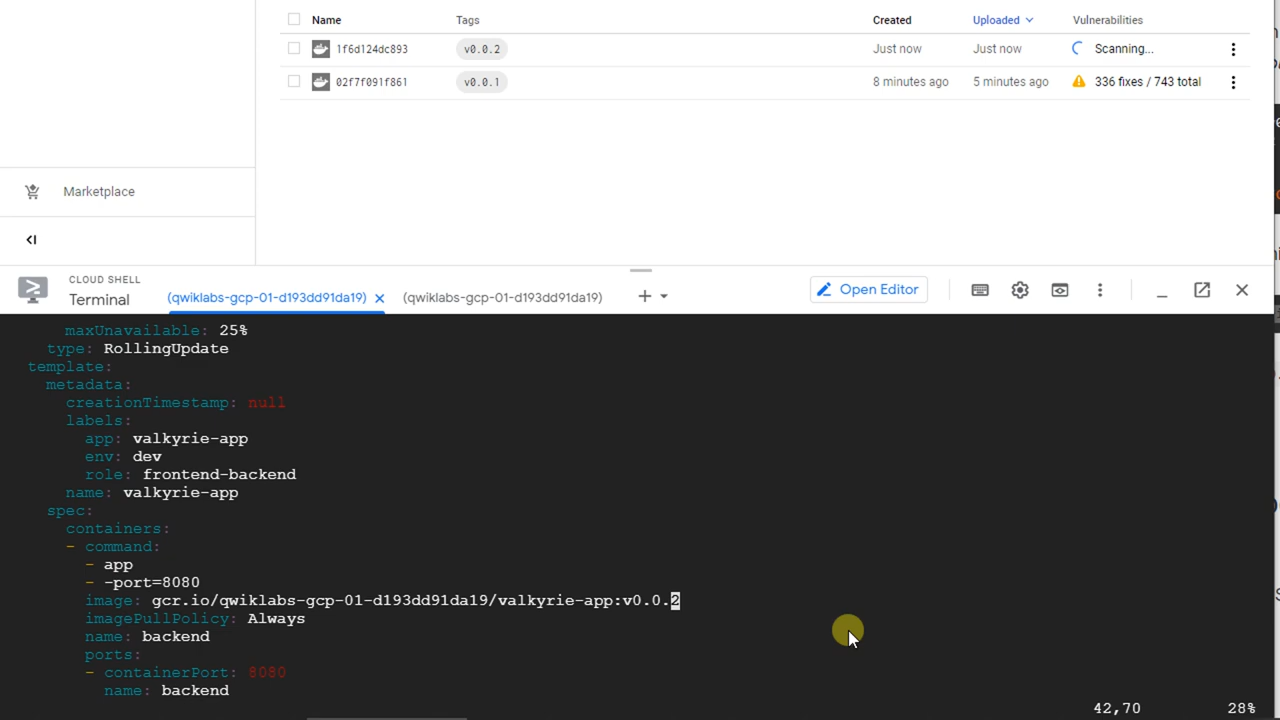 Name Tags Created Uploaded Vulnerabilities
1f6d124dc893 v0.0.2 Just now Just now Scanning...
02f7f091f861 v0.0.1 8 minutes ago 5 minutes ago 336 fixes / 743 total
Marketplace
CLOUD SHELL
Terminal (qwiklabs-gcp-01-d193dd91da19) (qwiklabs-gcp-01-d193dd91da19) Open Editor
maxUnavailable: 25%
type: RollingUpdate
template:
metadata:
creationTimestamp: null
labels:
app: valkyrie-app
env: dev
role: frontend-backend
name: valkyrie-app
spec:
containers:
- command:
- app
- -port=8080
image: gcr.io/qwiklabs-gcp-01-d193dd91da19/valkyrie-app:v0.0.2
imagePullPolicy: Always
name: backend
ports:
- containerPort: 8080
name: backend
42,70 28%